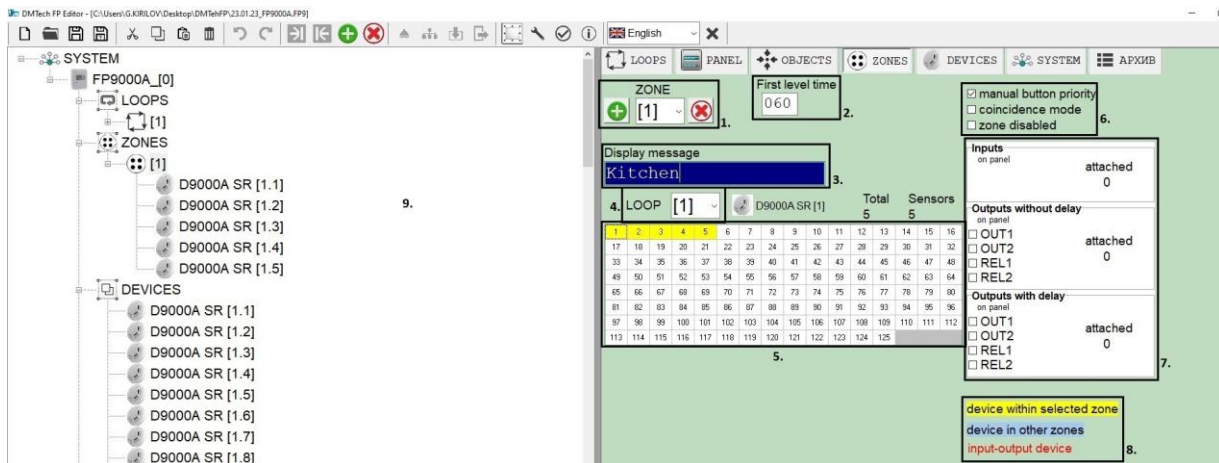 DMTech FP Editor - [C:\Users\G.KIRILOV\Desktop\DMTehFP\23.01.23_FP9000A.FP9]
English
SYSTEM
FP9000A_[0]
LOOPS
[1]
ZONES
[1]
D9000A SR [1.1]
D9000A SR [1.2]
D9000A SR [1.3]
D9000A SR [1.4]
D9000A SR [1.5]
DEVICES
D9000A SR [1.1]
D9000A SR [1.2]
D9000A SR [1.3]
D9000A SR [1.4]
D9000A SR [1.5]
D9000A SR [1.6]
D9000A SR [1.7]
D9000A SR [1.8]
9.
LOOPS PANEL OBJECTS ZONES DEVICES SYSTEM АРХИВ
ZONE
[1]
1.
First level time
060
2.
Display message
Kitchen
3.
4. LOOP [1] D9000A SR [1]
Total Sensors
5 5
1 2 3 4 5 6 7 8 9 10 11 12 13 14 15 16
17 18 19 20 21 22 23 24 25 26 27 28 29 30 31 32
33 34 35 36 37 38 39 40 41 42 43 44 45 46 47 48
49 50 51 52 53 54 55 56 57 58 59 60 61 62 63 64
65 66 67 68 69 70 71 72 73 74 75 76 77 78 79 80
81 82 83 84 85 86 87 88 89 90 91 92 93 94 95 96
97 98 99 100 101 102 103 104 105 106 107 108 109 110 111 112
113 114 115 116 117 118 119 120 121 122 123 124 125
5.
manual button priority
coincidence mode
zone disabled
6.
Inputs
on panel
attached
0
Outputs without delay
on panel
OUT1
OUT2
REL1
REL2
attached
0
Outputs with delay
on panel
OUT1
OUT2
REL1
REL2
attached
0
7.
device within selected zone
device in other zones
input-output device
8.